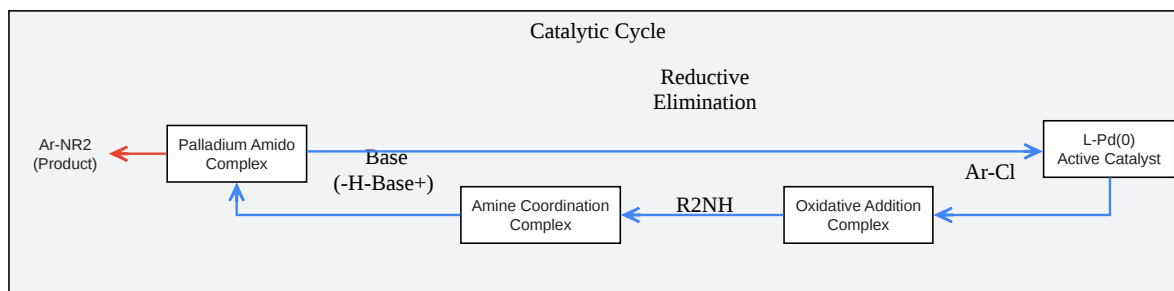 Catalytic Cycle
Reductive
Elimination
Ar-NR2
(Product)
Palladium Amido
Complex
Base
(-H-Base+)
L-Pd(0)
Active Catalyst
Ar-Cl
Amine Coordination
Complex
R2NH
Oxidative Addition
Complex